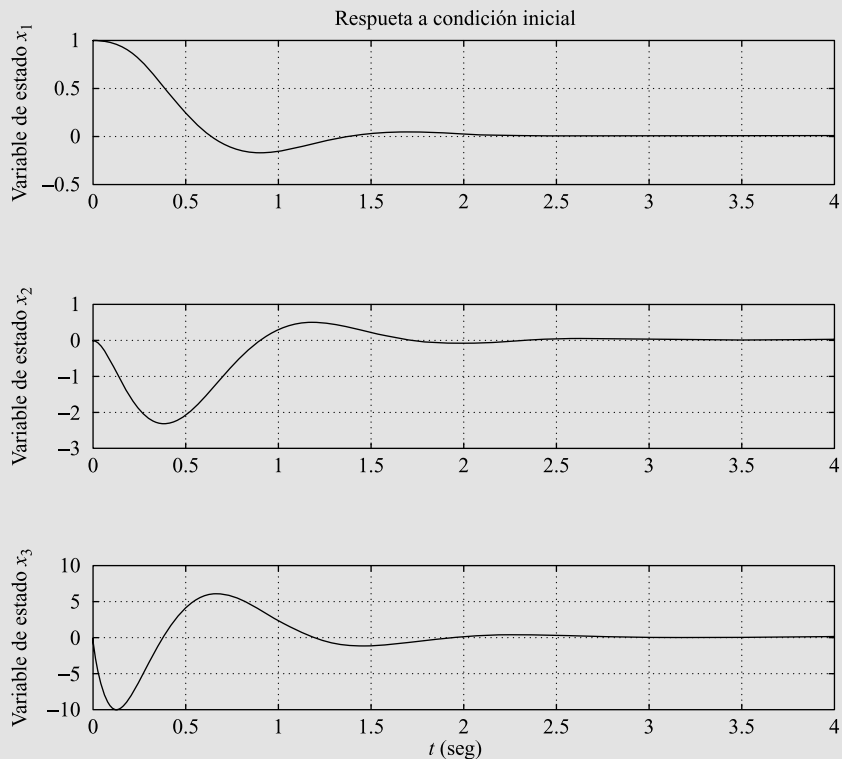 Respueta a condición inicial
Variable de estado x1
1
0.5
0
−0.5
0 0.5 1 1.5 2 2.5 3 3.5 4
Variable de estado x2
1
0
−1
−2
−3
0 0.5 1 1.5 2 2.5 3 3.5 4
Variable de estado x3
10
5
0
−5
−10
0 0.5 1 1.5 2 2.5 3 3.5 4
t (seg)